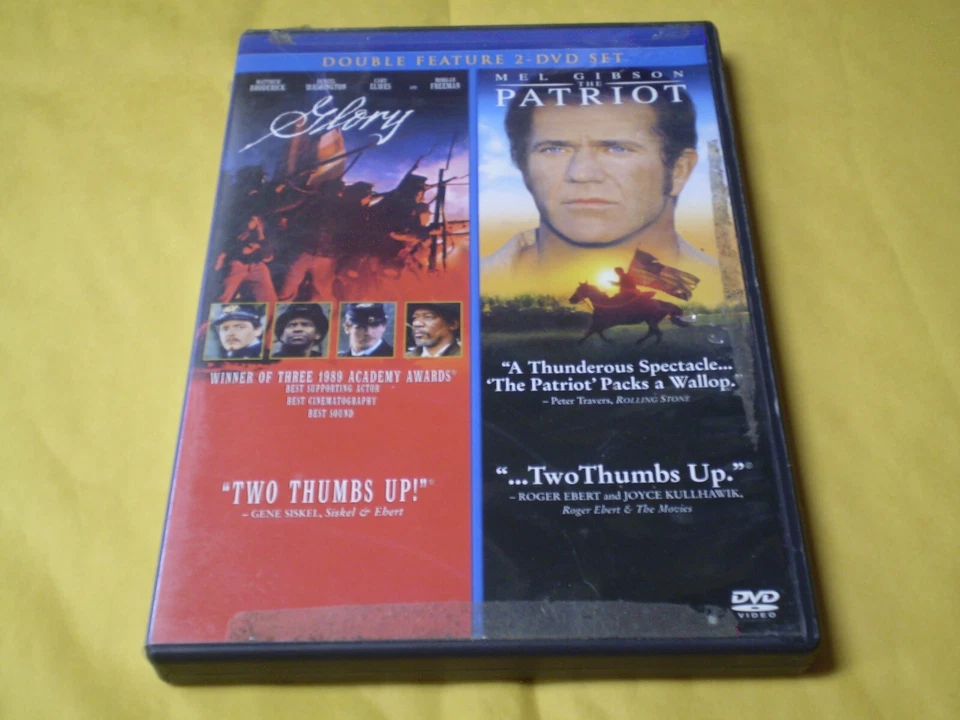 DOUBLE FEATURE 2-DVD SET
MATTHEW BRODERICK DENZEL WASHINGTON CARY ELWES AND MORGAN FREEMAN
Glory
WINNER OF THREE 1989 ACADEMY AWARDS®
BEST SUPPORTING ACTOR
BEST CINEMATOGRAPHY
BEST SOUND
"TWO THUMBS UP!"®
– GENE SISKEL, Siskel & Ebert
MEL GIBSON
THE
PATRIOT
"A Thunderous Spectacle...
'The Patriot' Packs a Wallop."
– Peter Travers, ROLLING STONE
"...Two Thumbs Up."®
– ROGER EBERT and JOYCE KULLHAWIK,
Roger Ebert & The Movies
DVD
VIDEO